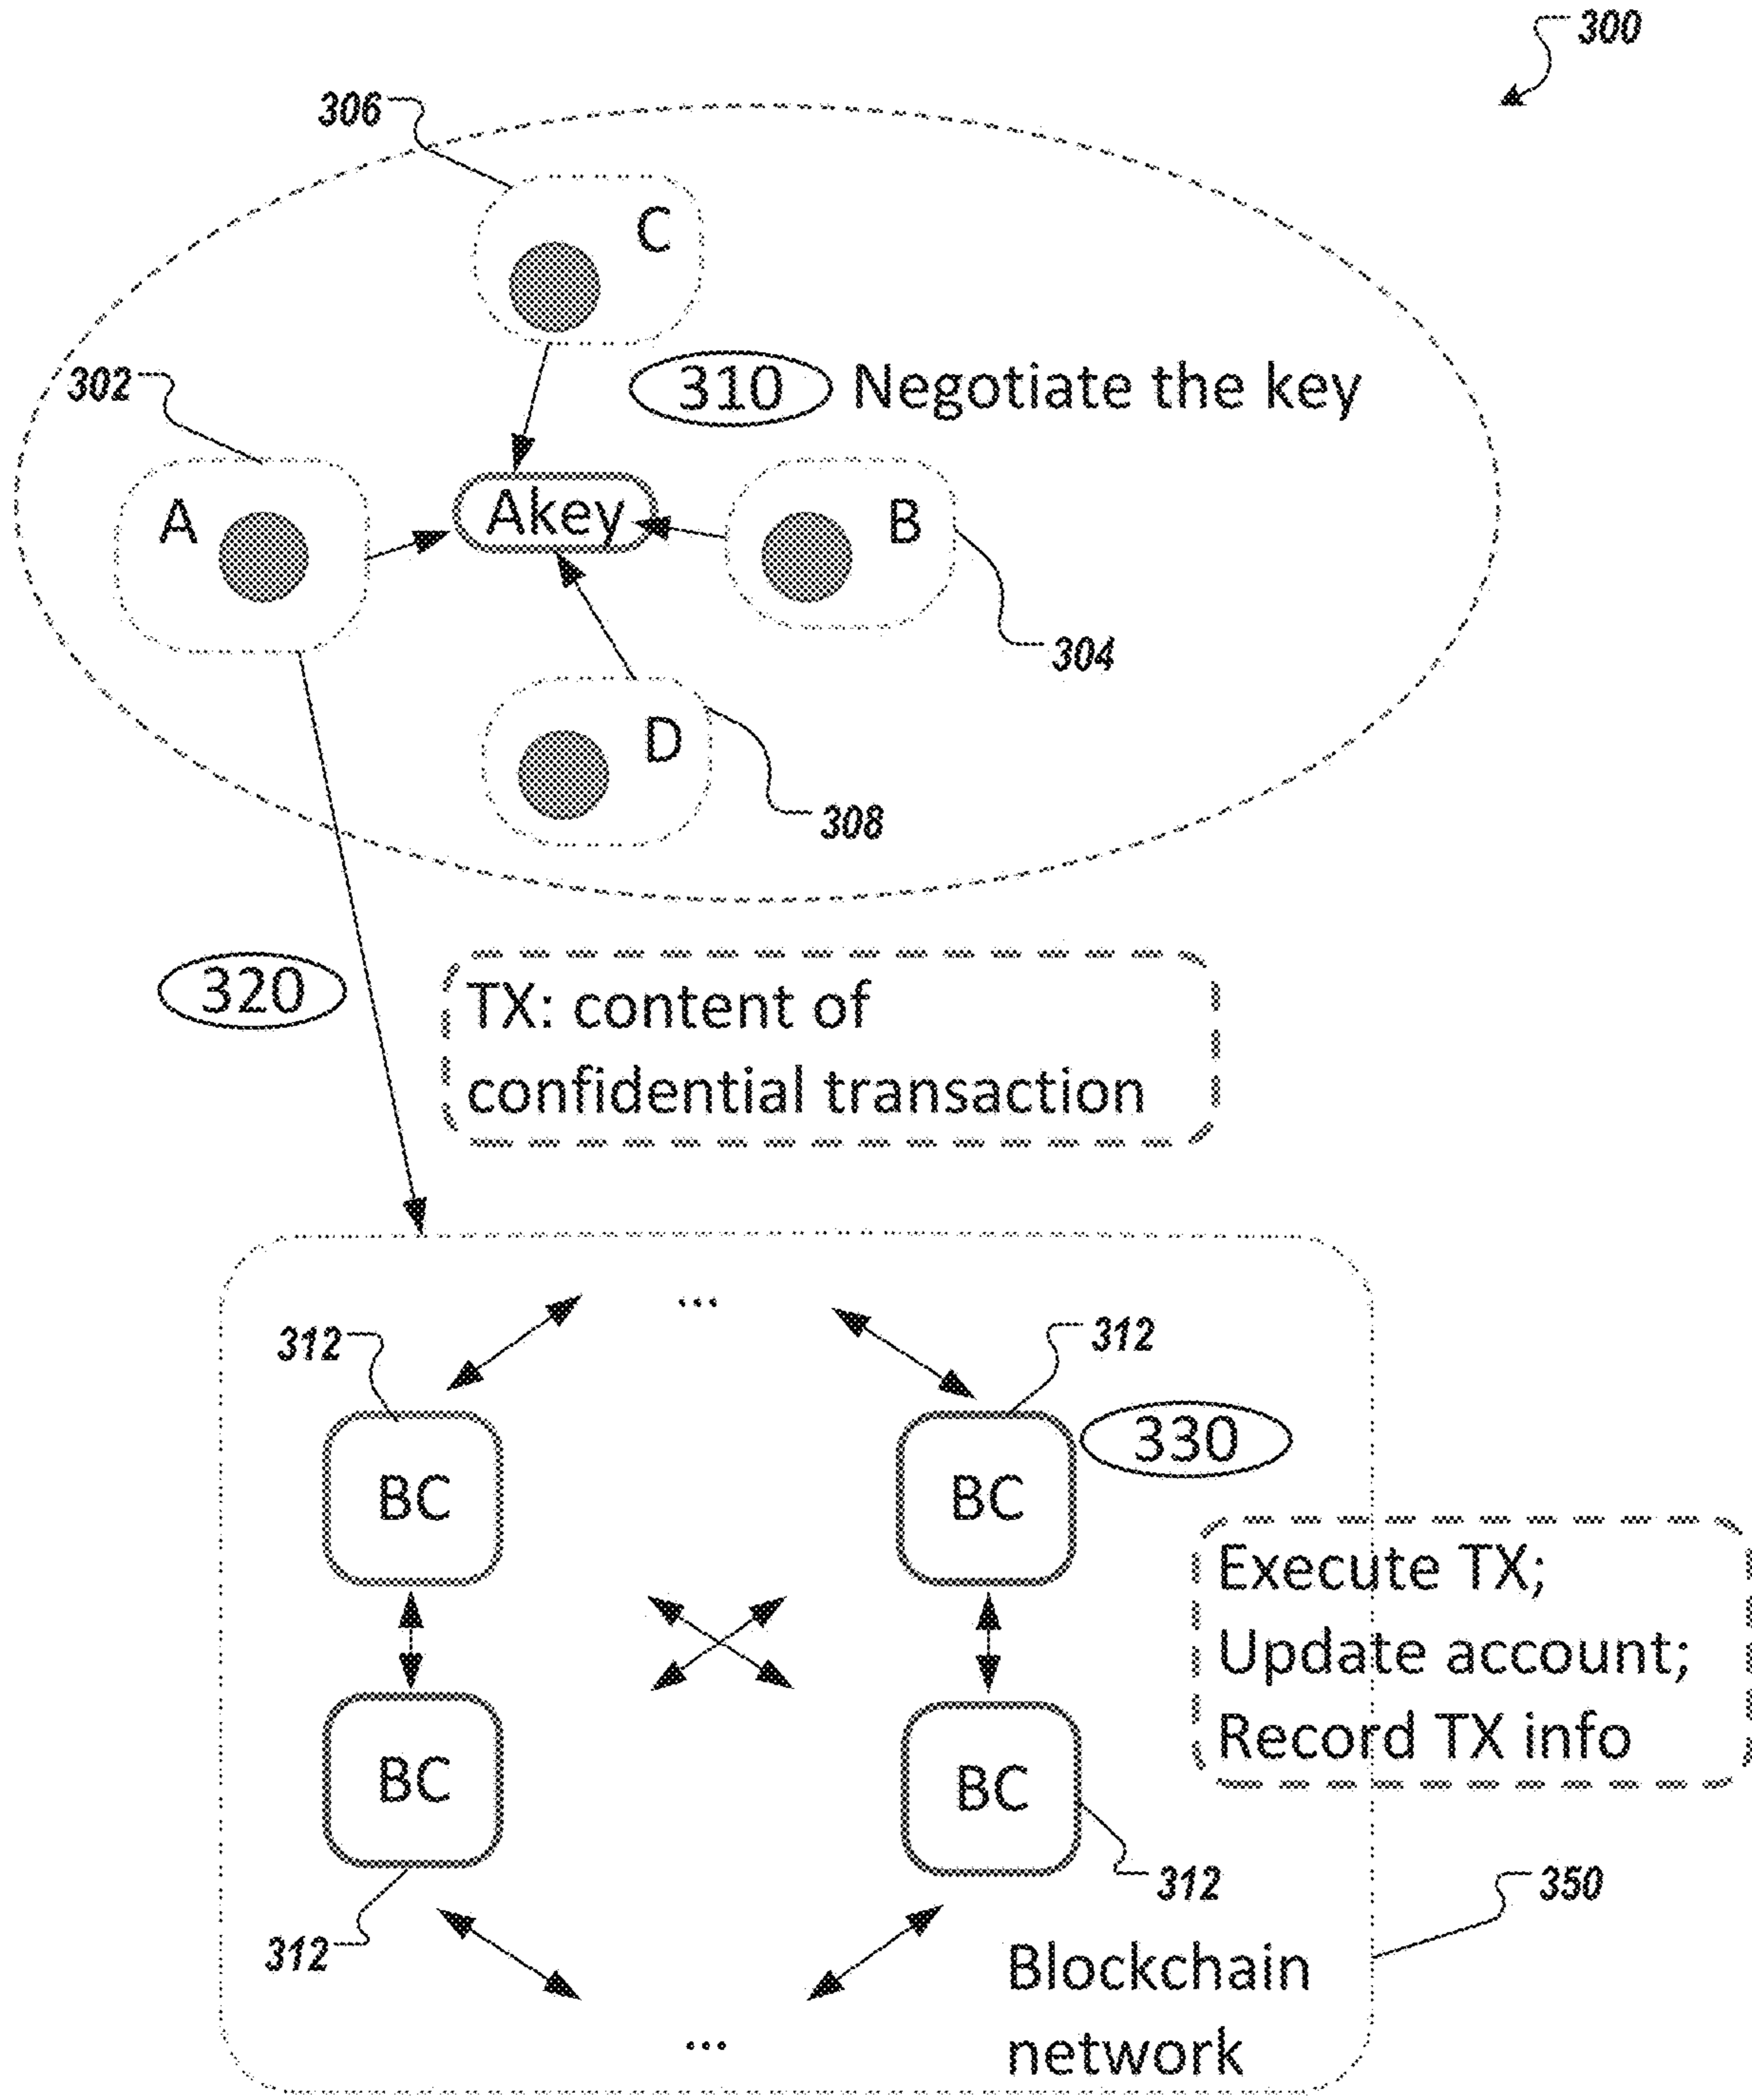 300
306
C
302
310 Negotiate the key
A
Akey
B
304
D
308
320
TX: content of
confidential transaction
...
312
312
330
BC
BC
Execute TX;
Update account;
Record TX info
BC
BC
312
350
312
Blockchain
network
...